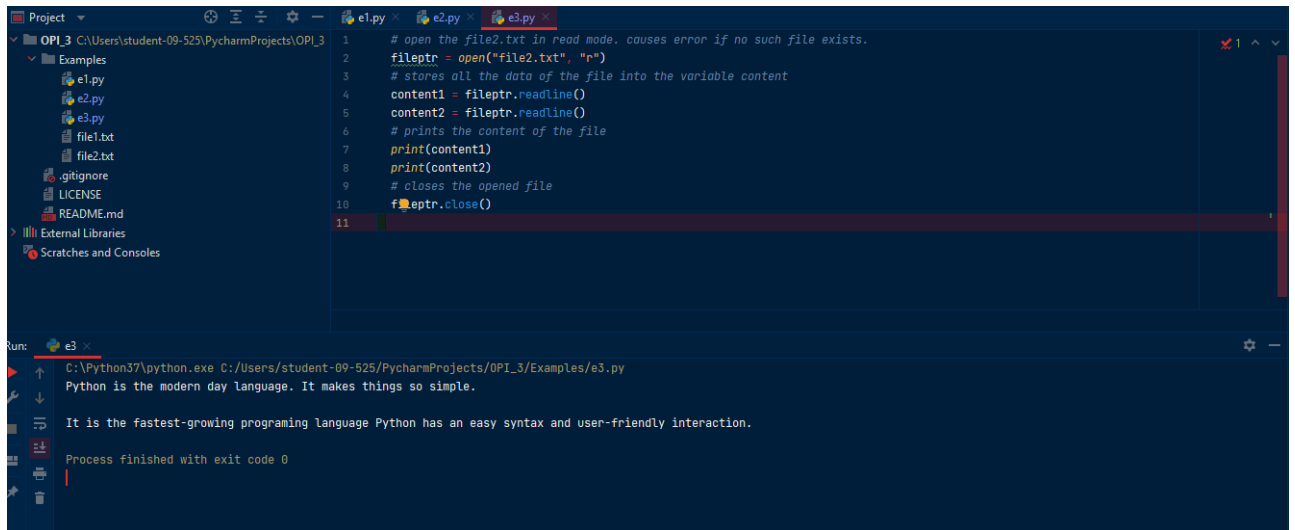 Project
e1.py
e2.py
e3.py
OPI_3 C:\Users\student-09-525\PycharmProjects\OPI_3
Examples
e1.py
e2.py
e3.py
file1.txt
file2.txt
.gitignore
LICENSE
README.md
External Libraries
Scratches and Consoles
1 # open the file2.txt in read mode. causes error if no such file exists.
2 fileptr = open("file2.txt", "r")
3 # stores all the data of the file into the variable content
4 content1 = fileptr.readline()
5 content2 = fileptr.readline()
6 # prints the content of the file
7 print(content1)
8 print(content2)
9 # closes the opened file
10 fileptr.close()
11
1
Run: e3
C:\Python37\python.exe C:/Users/student-09-525/PycharmProjects/OPI_3/Examples/e3.py
Python is the modern day language. It makes things so simple.
It is the fastest-growing programing language Python has an easy syntax and user-friendly interaction.
Process finished with exit code 0